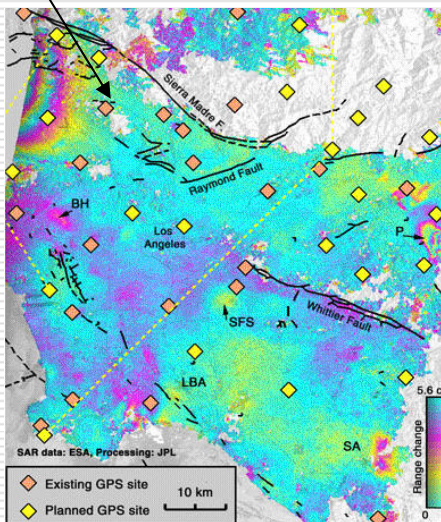 Sierra Madre F.
Raymond Fault
BH
Los
Angeles
P
Whittier Fault
SFS
LBA
SA
SAR data: ESA, Processing: JPL
Existing GPS site
Planned GPS site
10 km
5.6 c
Range change
0